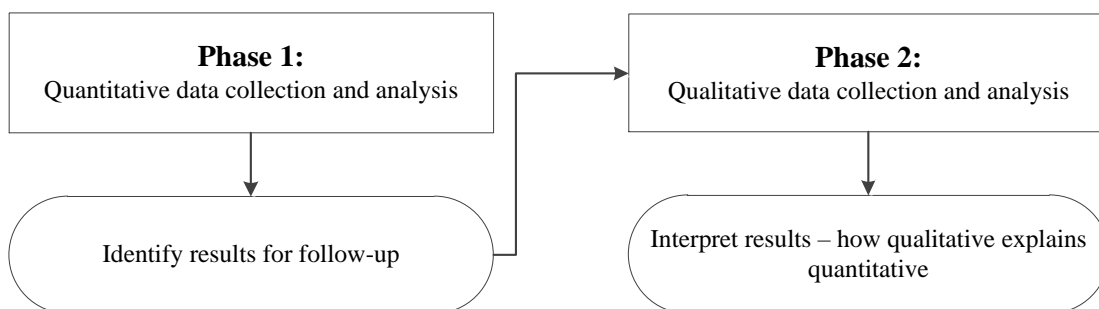 Phase 1:
Quantitative data collection and analysis
Identify results for follow-up
Phase 2:
Qualitative data collection and analysis
Interpret results – how qualitative explains
quantitative